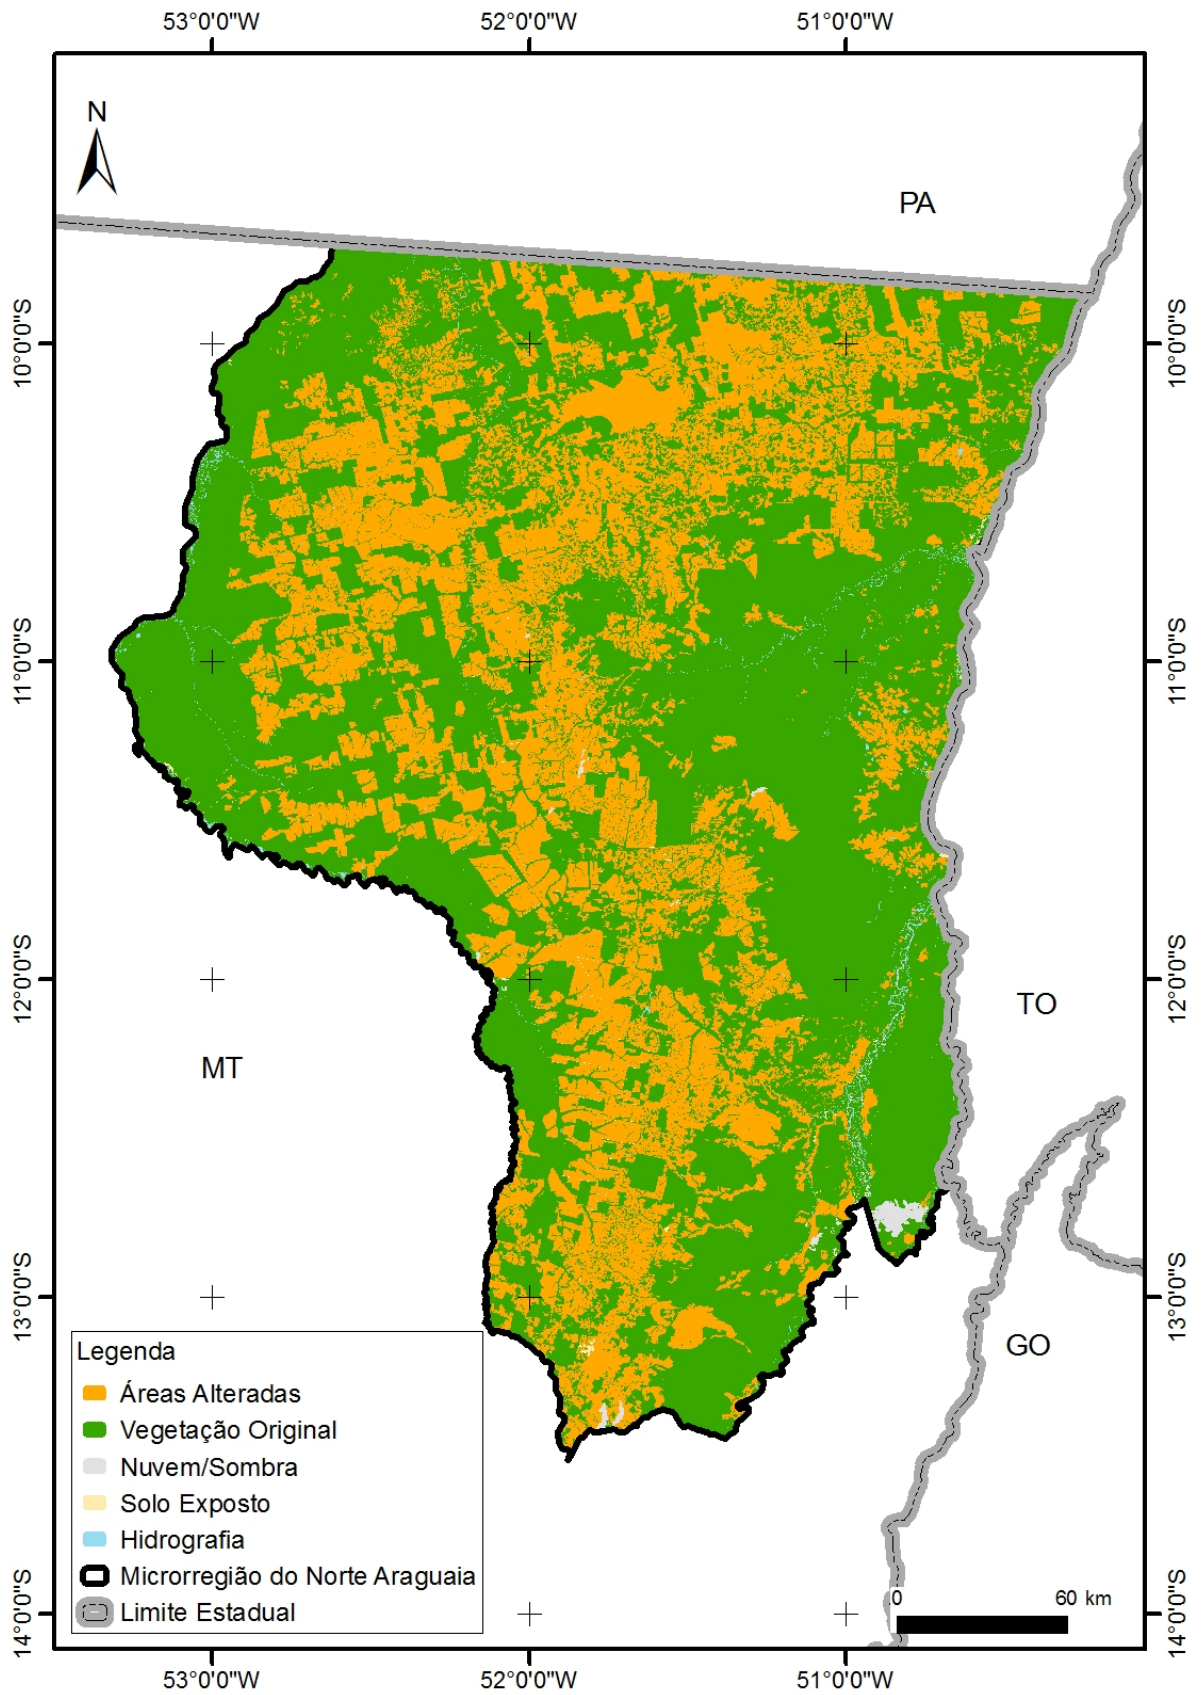 53°0'0"W 52°0'0"W 51°0'0"W
N
PA
10°0'0"S 10°0'0"S
11°0'0"S 11°0'0"S
12°0'0"S 12°0'0"S
TO
MT
13°0'0"S 13°0'0"S
GO
Legenda
Áreas Alteradas
Vegetação Original
Nuvem/Sombra
Solo Exposto
Hidrografia
Microrregião do Norte Araguaia
Limite Estadual
0 60 km
14°0'0"S 14°0'0"S
53°0'0"W 52°0'0"W 51°0'0"W